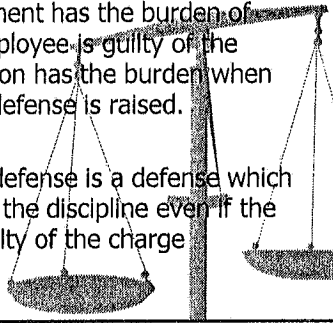 ment has the burden of
ployee is guilty of the
on has the burden when
defense is raised.
defense is a defense which
the discipline even if the
lty of the charge